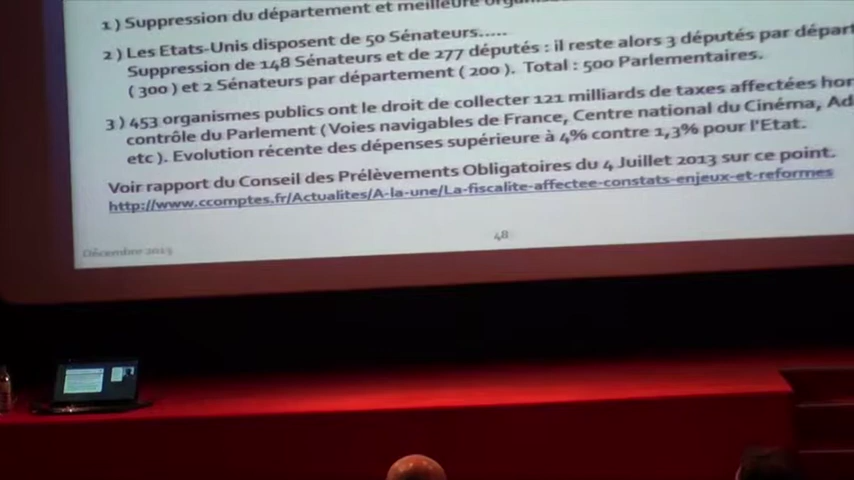 1 ) Suppression du département et meilleure
2 ) Les Etats-Unis disposent de 50 Sénateurs.....
Suppression de 148 Sénateurs et de 277 députés : il reste alors 3 députés par départ
( 300 ) et 2 Sénateurs par département ( 200 ). Total : 500 Parlementaires.
3 ) 453 organismes publics ont le droit de collecter 121 milliards de taxes affectées hor
contrôle du Parlement ( Voies navigables de France, Centre national du Cinéma, Ad
etc ). Evolution récente des dépenses supérieure à 4% contre 1,3% pour l'Etat.
Voir rapport du Conseil des Prélèvements Obligatoires du 4 Juillet 2013 sur ce point.
http://www.ccomptes.fr/Actualites/A-la-une/La-fiscalite-affectee-constats-enjeux-et-reformes
Décembre 2013
48